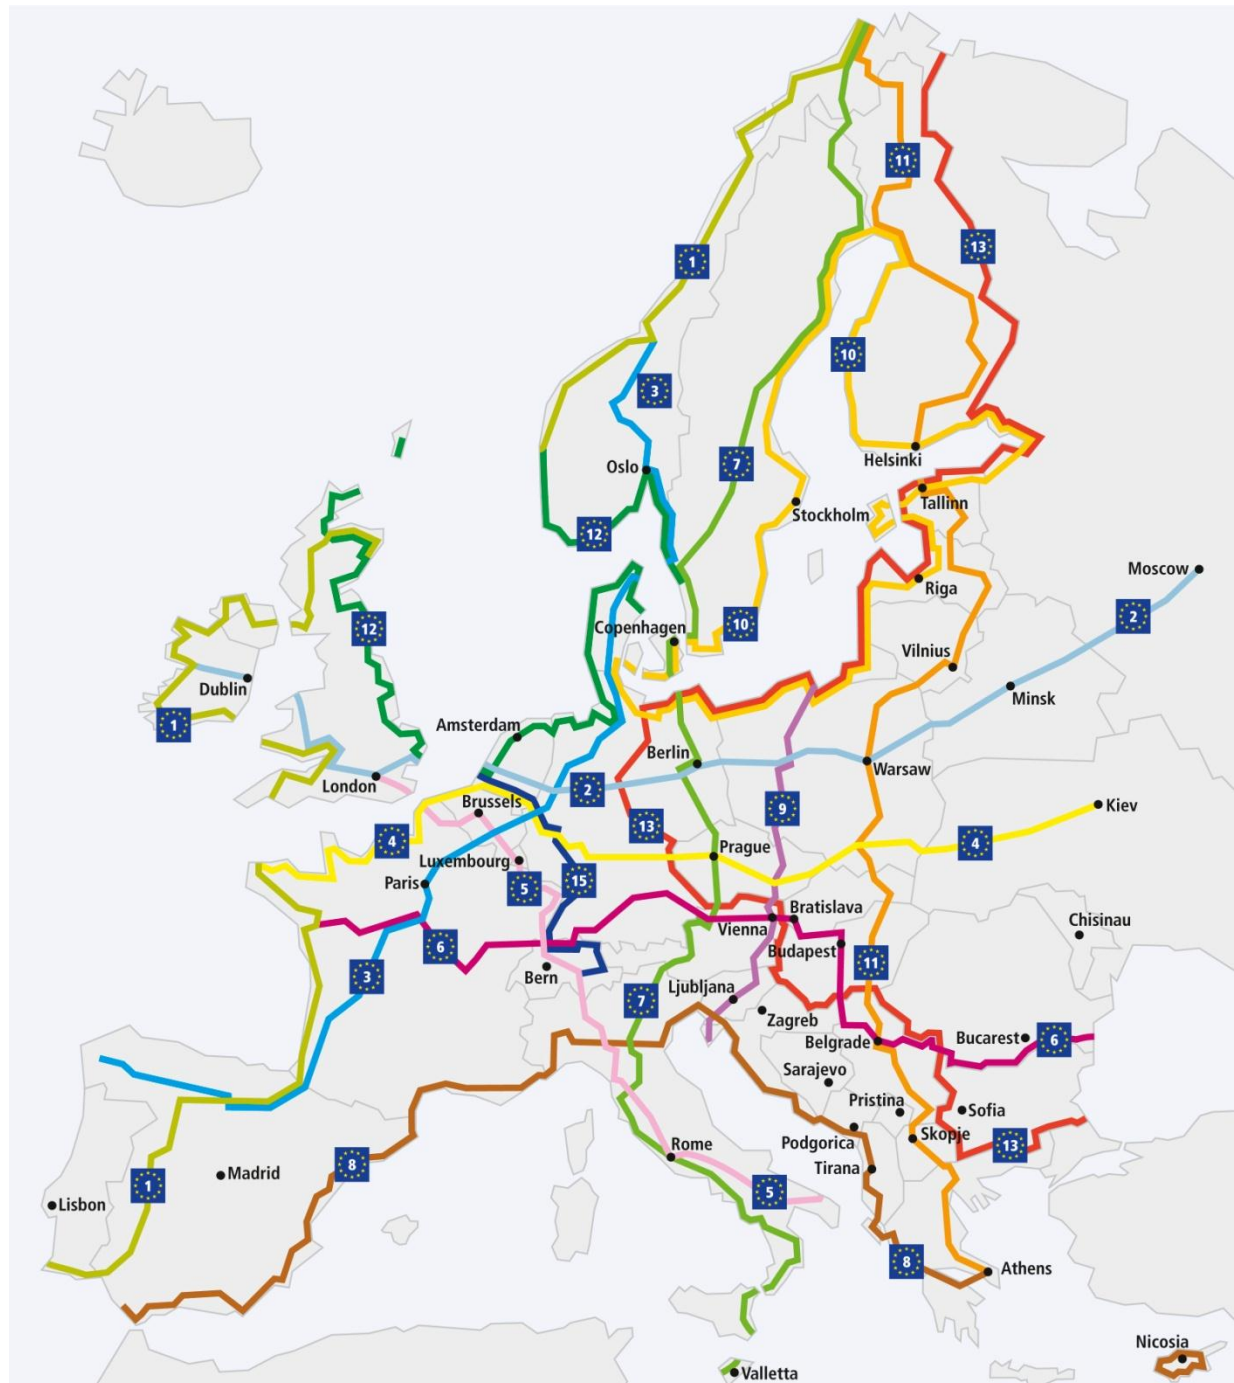 11
1
13
10
3
7
Oslo
Helsinki
Tallinn
Stockholm
12
Moscow
Riga
2
12
Copenhagen
10
Vilnius
Dublin
Minsk
1
Amsterdam
Berlin
Warsaw
London
2
Brussels
9
Kiev
13
4
4
Prague
Luxembourg
Paris
5
15
Bratislava
Chisinau
Vienna
6
Budapest
3
Bern
11
Ljubljana
7
Zagreb
Belgrade
Bucarest
6
Sarajevo
Pristina
Sofia
Podgorica
Skopje
13
Rome
Tirana
8
Madrid
1
5
Lisbon
8
Athens
Nicosia
Valletta